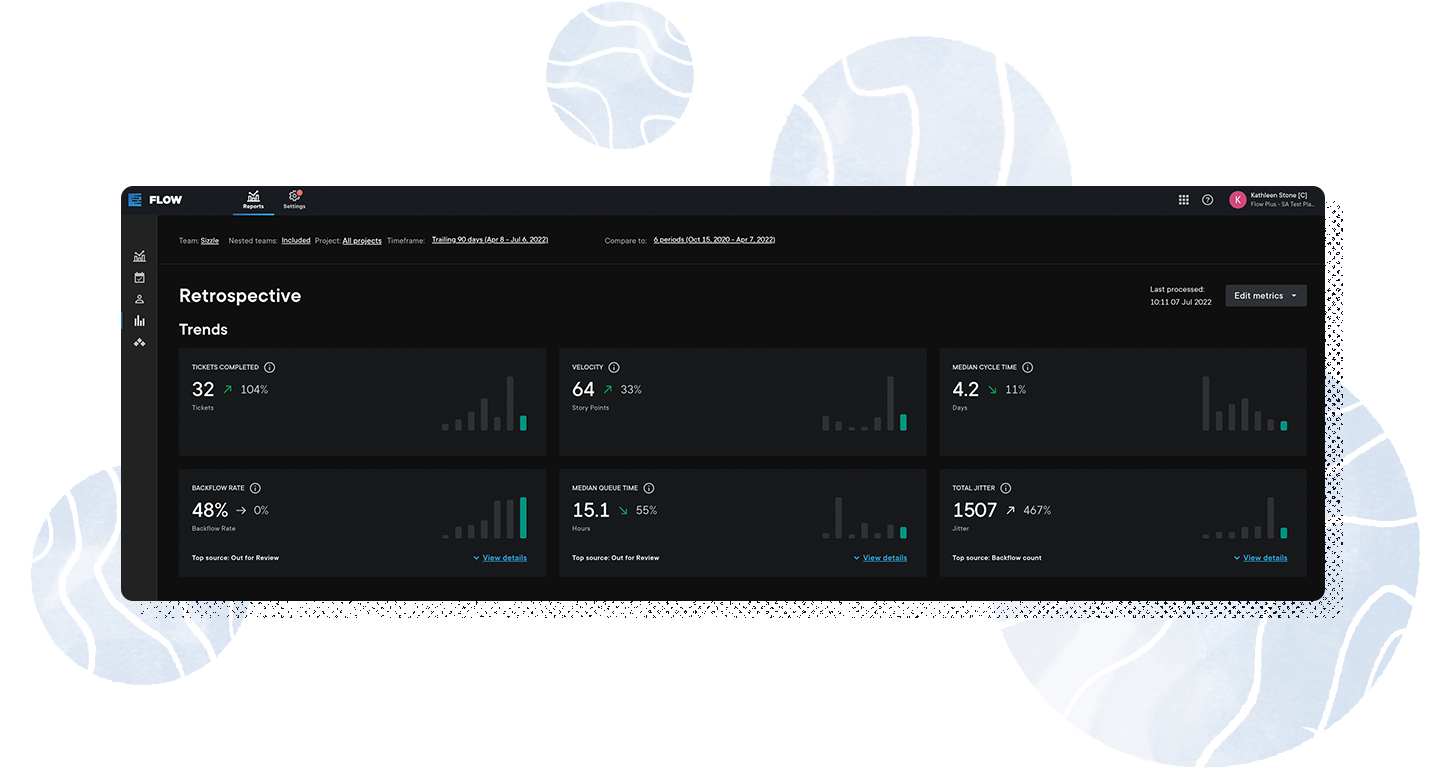 FLOW
Reports
Settings
K
Kathleen Stone [C]
Flow Plus - SA Test Pla...
Team: Sizzle Nested teams: Included Project: All projects Timeframe: Trailing 90 days (Apr 8 - Jul 6, 2022) Compare to: 6 periods (Oct 15, 2020 - Apr 7, 2022)
Retrospective
Last processed:
10:11 07 Jul 2022
Edit metrics
Trends
TICKETS COMPLETED
32 104%
Tickets
VELOCITY
64 33%
Story Points
MEDIAN CYCLE TIME
4.2 11%
Days
BACKFLOW RATE
48% 0%
Backflow Rate
Top source: Out for Review View details
MEDIAN QUEUE TIME
15.1 55%
Hours
Top source: Out for Review View details
TOTAL JITTER
1507 467%
Jitter
Top source: Backflow count View details